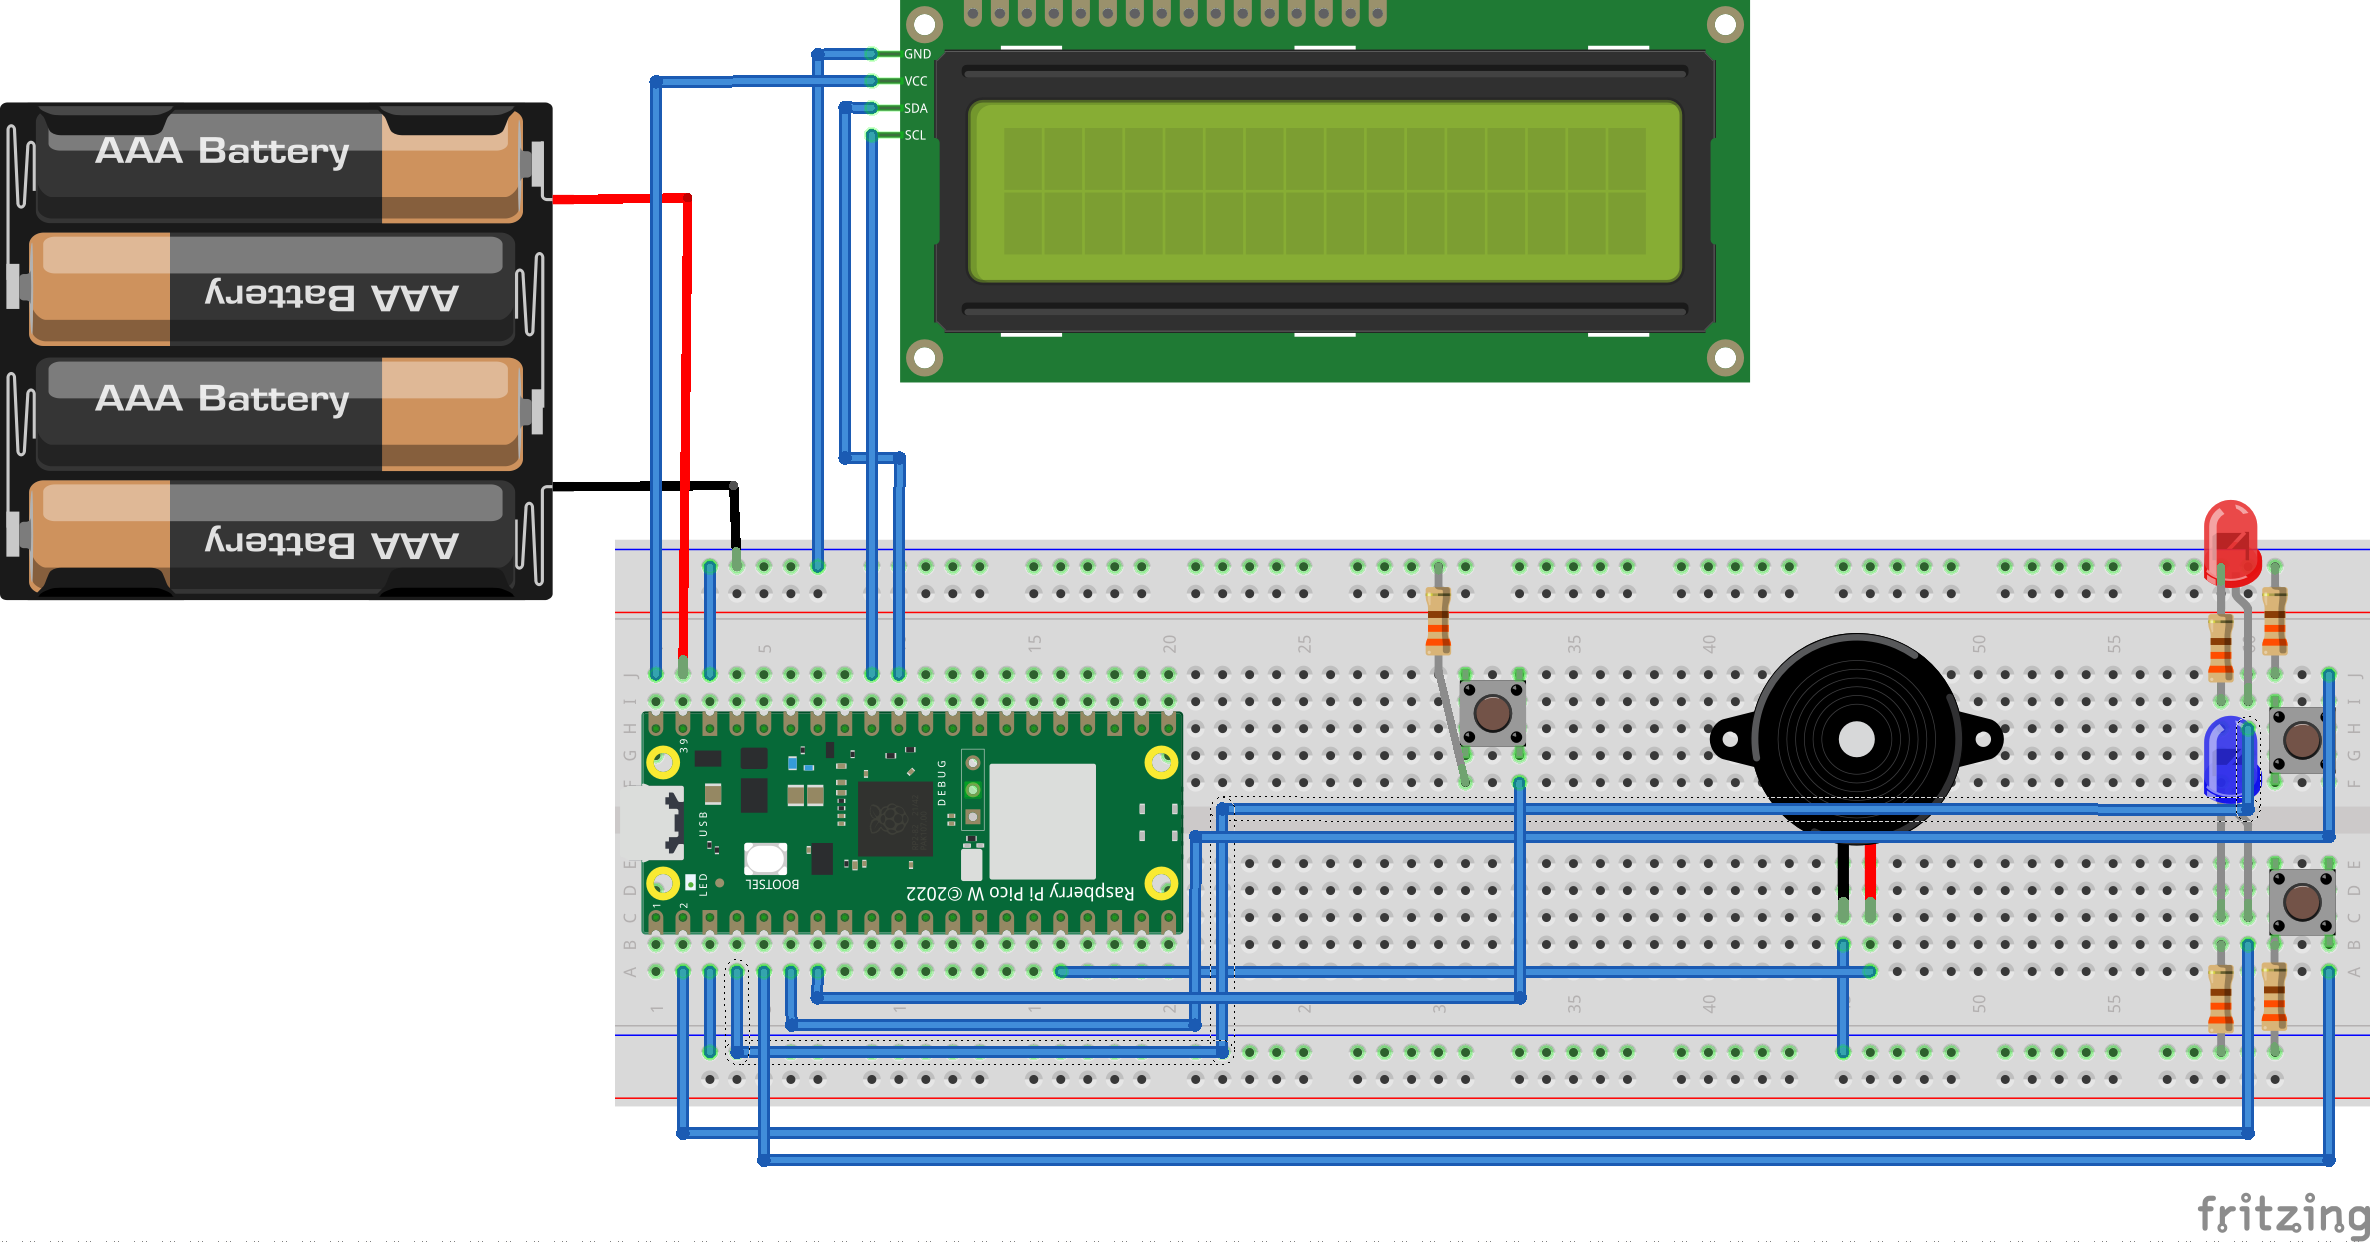 GND
VCC
SDA
SCL
AAA Battery
AAA Battery
AAA Battery
AAA Battery
5
15
20
25
35
40
50
55
J
J
I
I
H
H
G
G
F
F
39
DEBUG
USB
BOOTSEL
LED
Raspberry Pi Pico W ©2022
1
2
E
E
D
D
C
C
B
B
A
A
1
35
40
50
55
fritzing